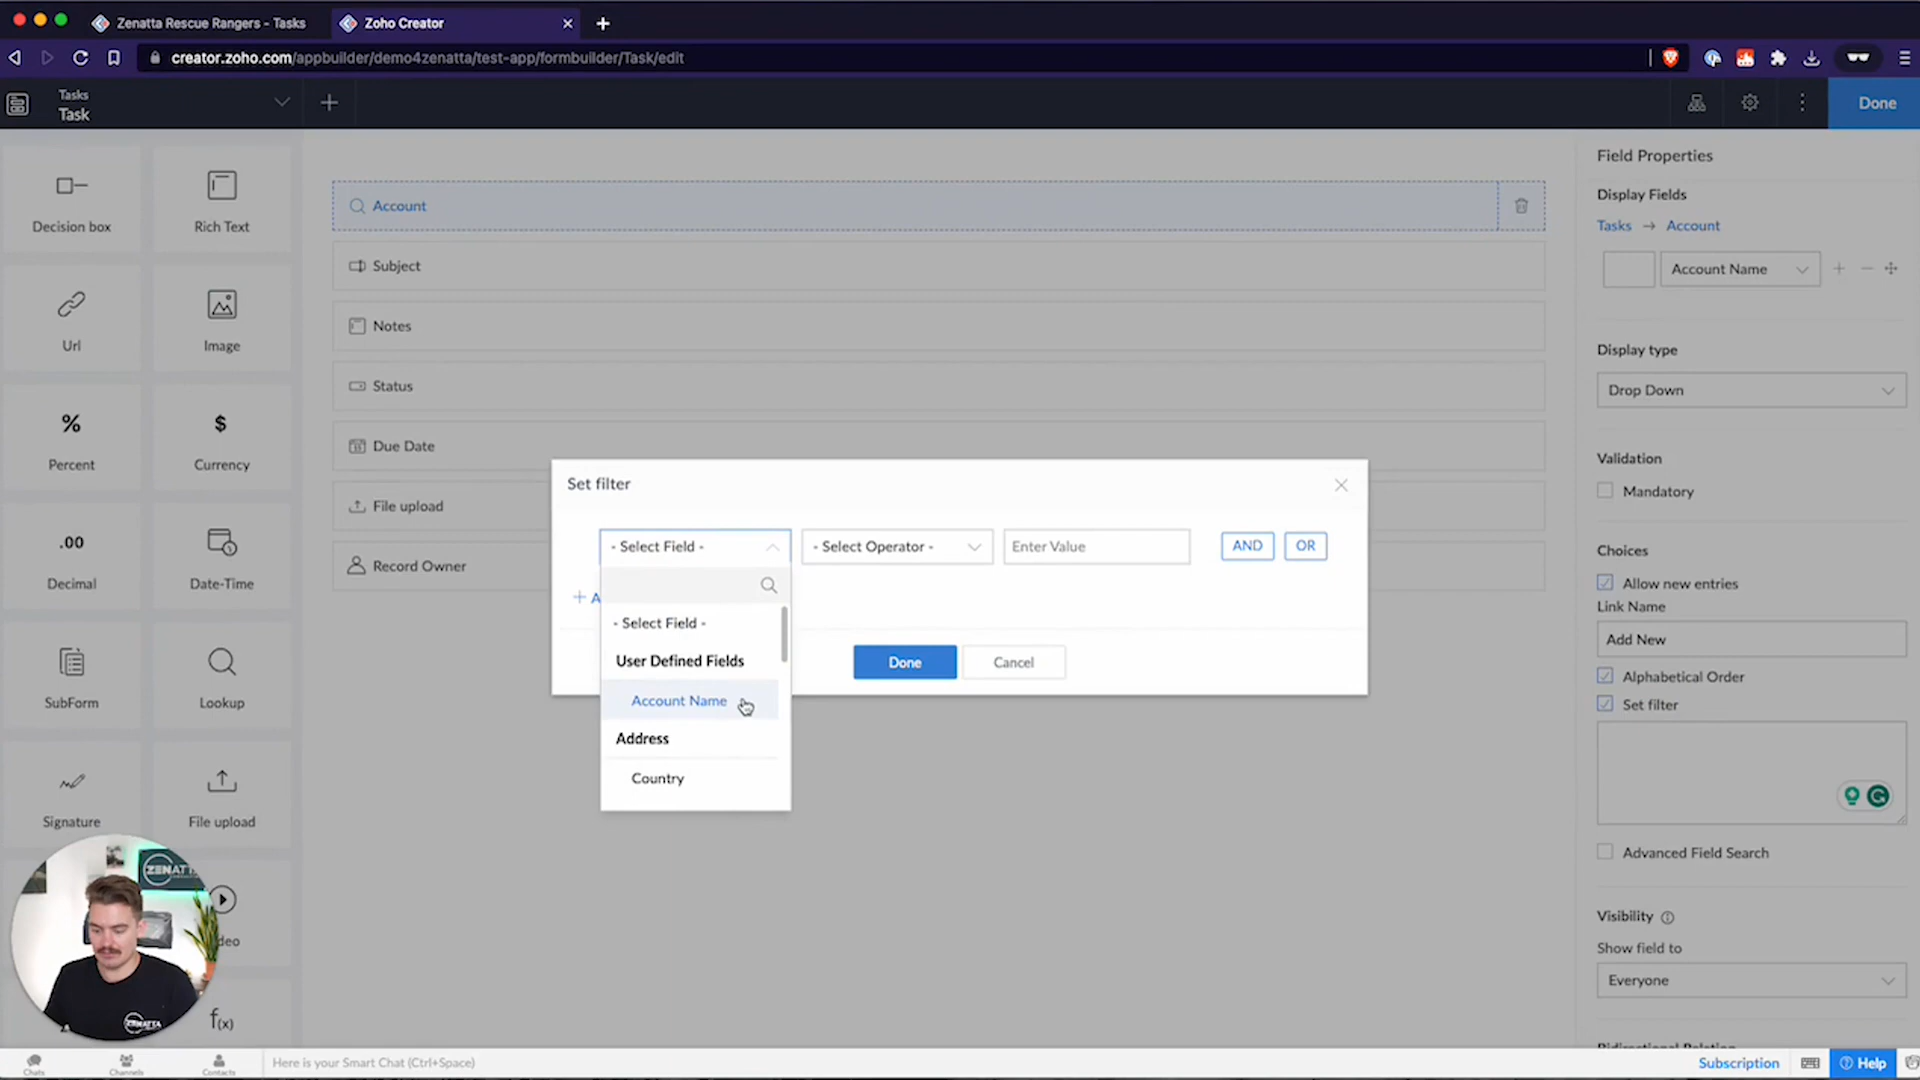 Zenatta Rescue Rangers - Tasks
Zoho Creator
creator.zoho.com/appbuilder/demo4zenatta/test-app/formbuilder/Task/edit
Tasks
Task
Done
Decision box
Rich Text
Url
Image
%
Percent
$
Currency
.00
Decimal
Date-Time
SubForm
Lookup
Signature
File upload
deo
f(x)
ZENATTA
ZENATTA
Account
Subject
Notes
Status
Due Date
File upload
Record Owner
Set filter
- Select Field -
- Select Operator -
Enter Value
AND
OR
+ A
- Select Field -
User Defined Fields
Account Name
Address
Country
Done
Cancel
Field Properties
Display Fields
Tasks → Account
Account Name
Display type
Drop Down
Validation
Mandatory
Choices
Allow new entries
Link Name
Add New
Alphabetical Order
Set filter
Advanced Field Search
Visibility
Show field to
Everyone
Bidirectional Relation
Chats
Channels
Contacts
Here is your Smart Chat (Ctrl+Space)
Subscription
Help